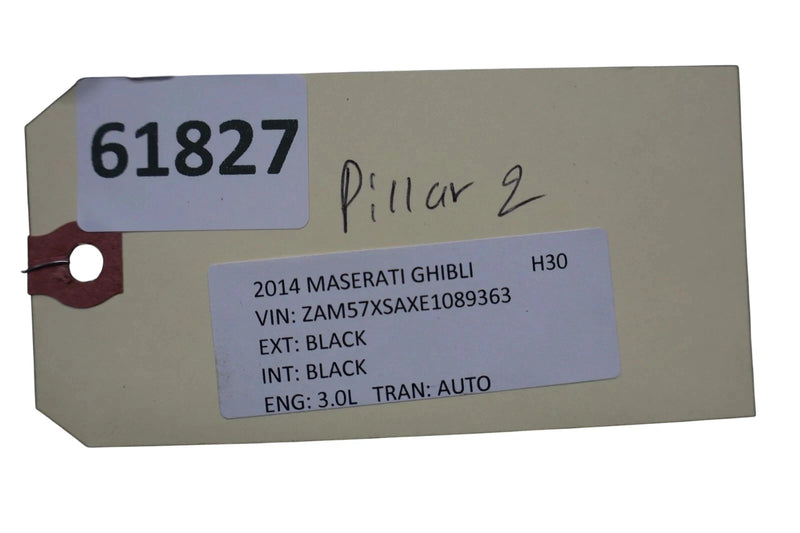 61827
Pillar 2
2014 MASERATI GHIBLI H30
VIN: ZAM57XSAXE1089363
EXT: BLACK
INT: BLACK
ENG: 3.0L TRAN: AUTO